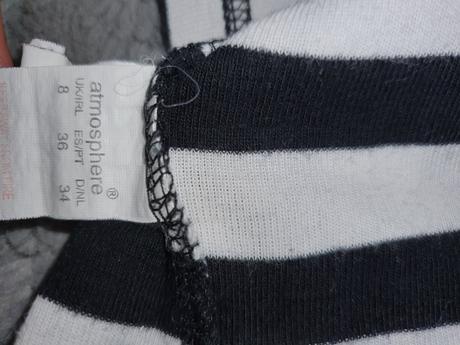 atmosphere®
UK/IRL ES/PT D/NL
8 36 34